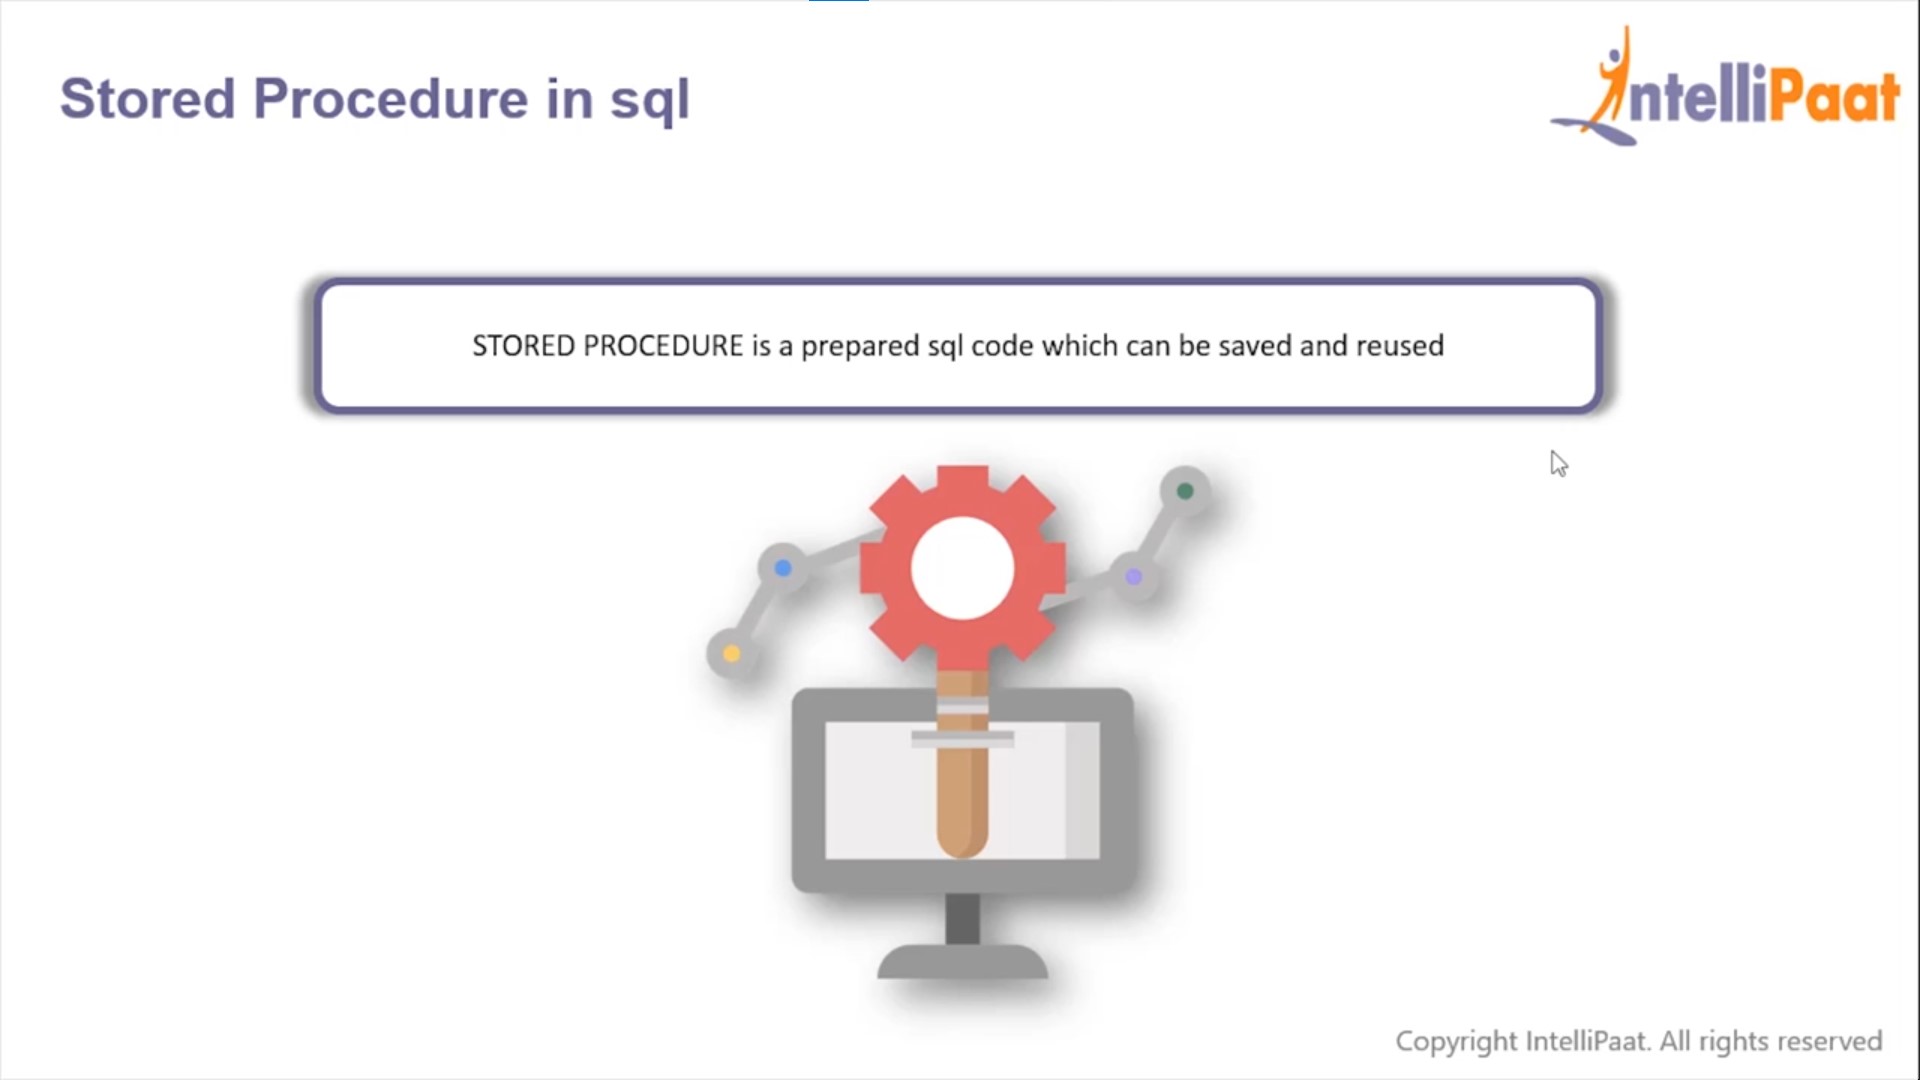 Stored Procedure in sql
IntelliPaat
STORED PROCEDURE is a prepared sql code which can be saved and reused
Copyright IntelliPaat. All rights reserved